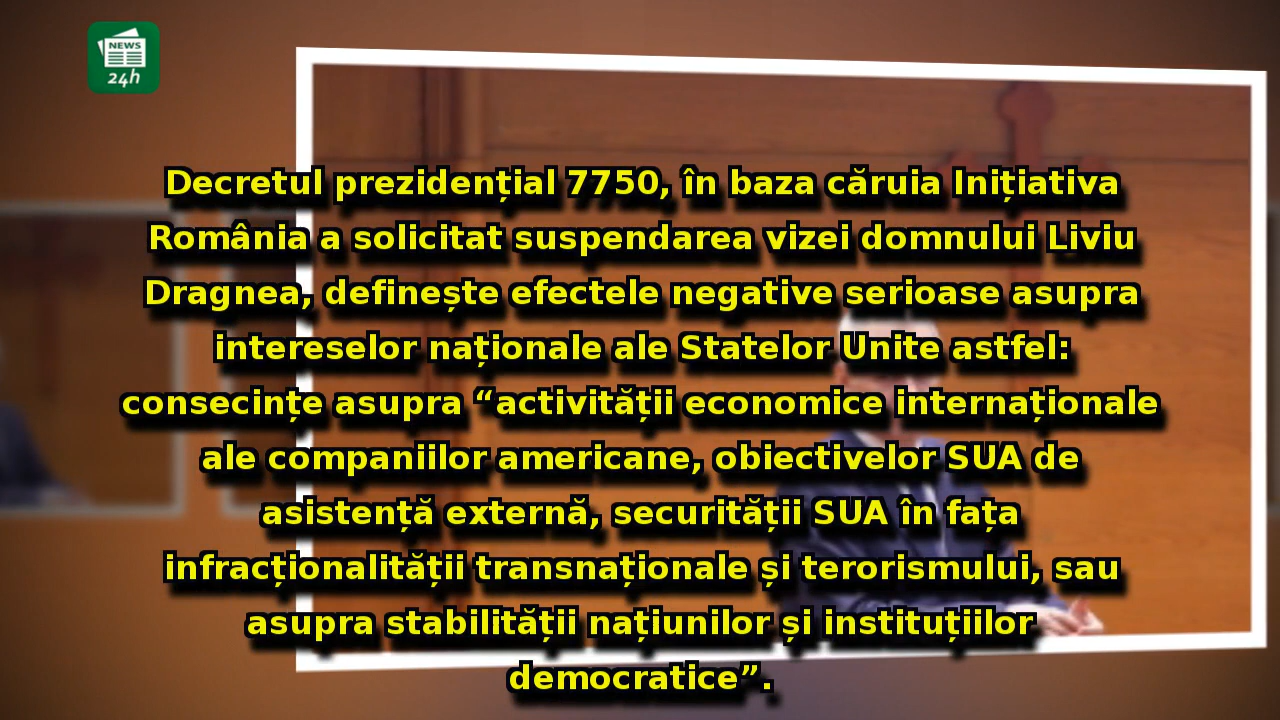 NEWS
24h
Decretul prezidențial 7750, în baza căruia Inițiativa
România a solicitat suspendarea vizei domnului Liviu
Dragnea, definește efectele negative serioase asupra
intereselor naționale ale Statelor Unite astfel:
consecințe asupra “activității economice internaționale
ale companiilor americane, obiectivelor SUA de
asistență externă, securității SUA în fața
infracționalității transnaționale și terorismului, sau
asupra stabilității națiunilor și instituțiilor
democratice”.